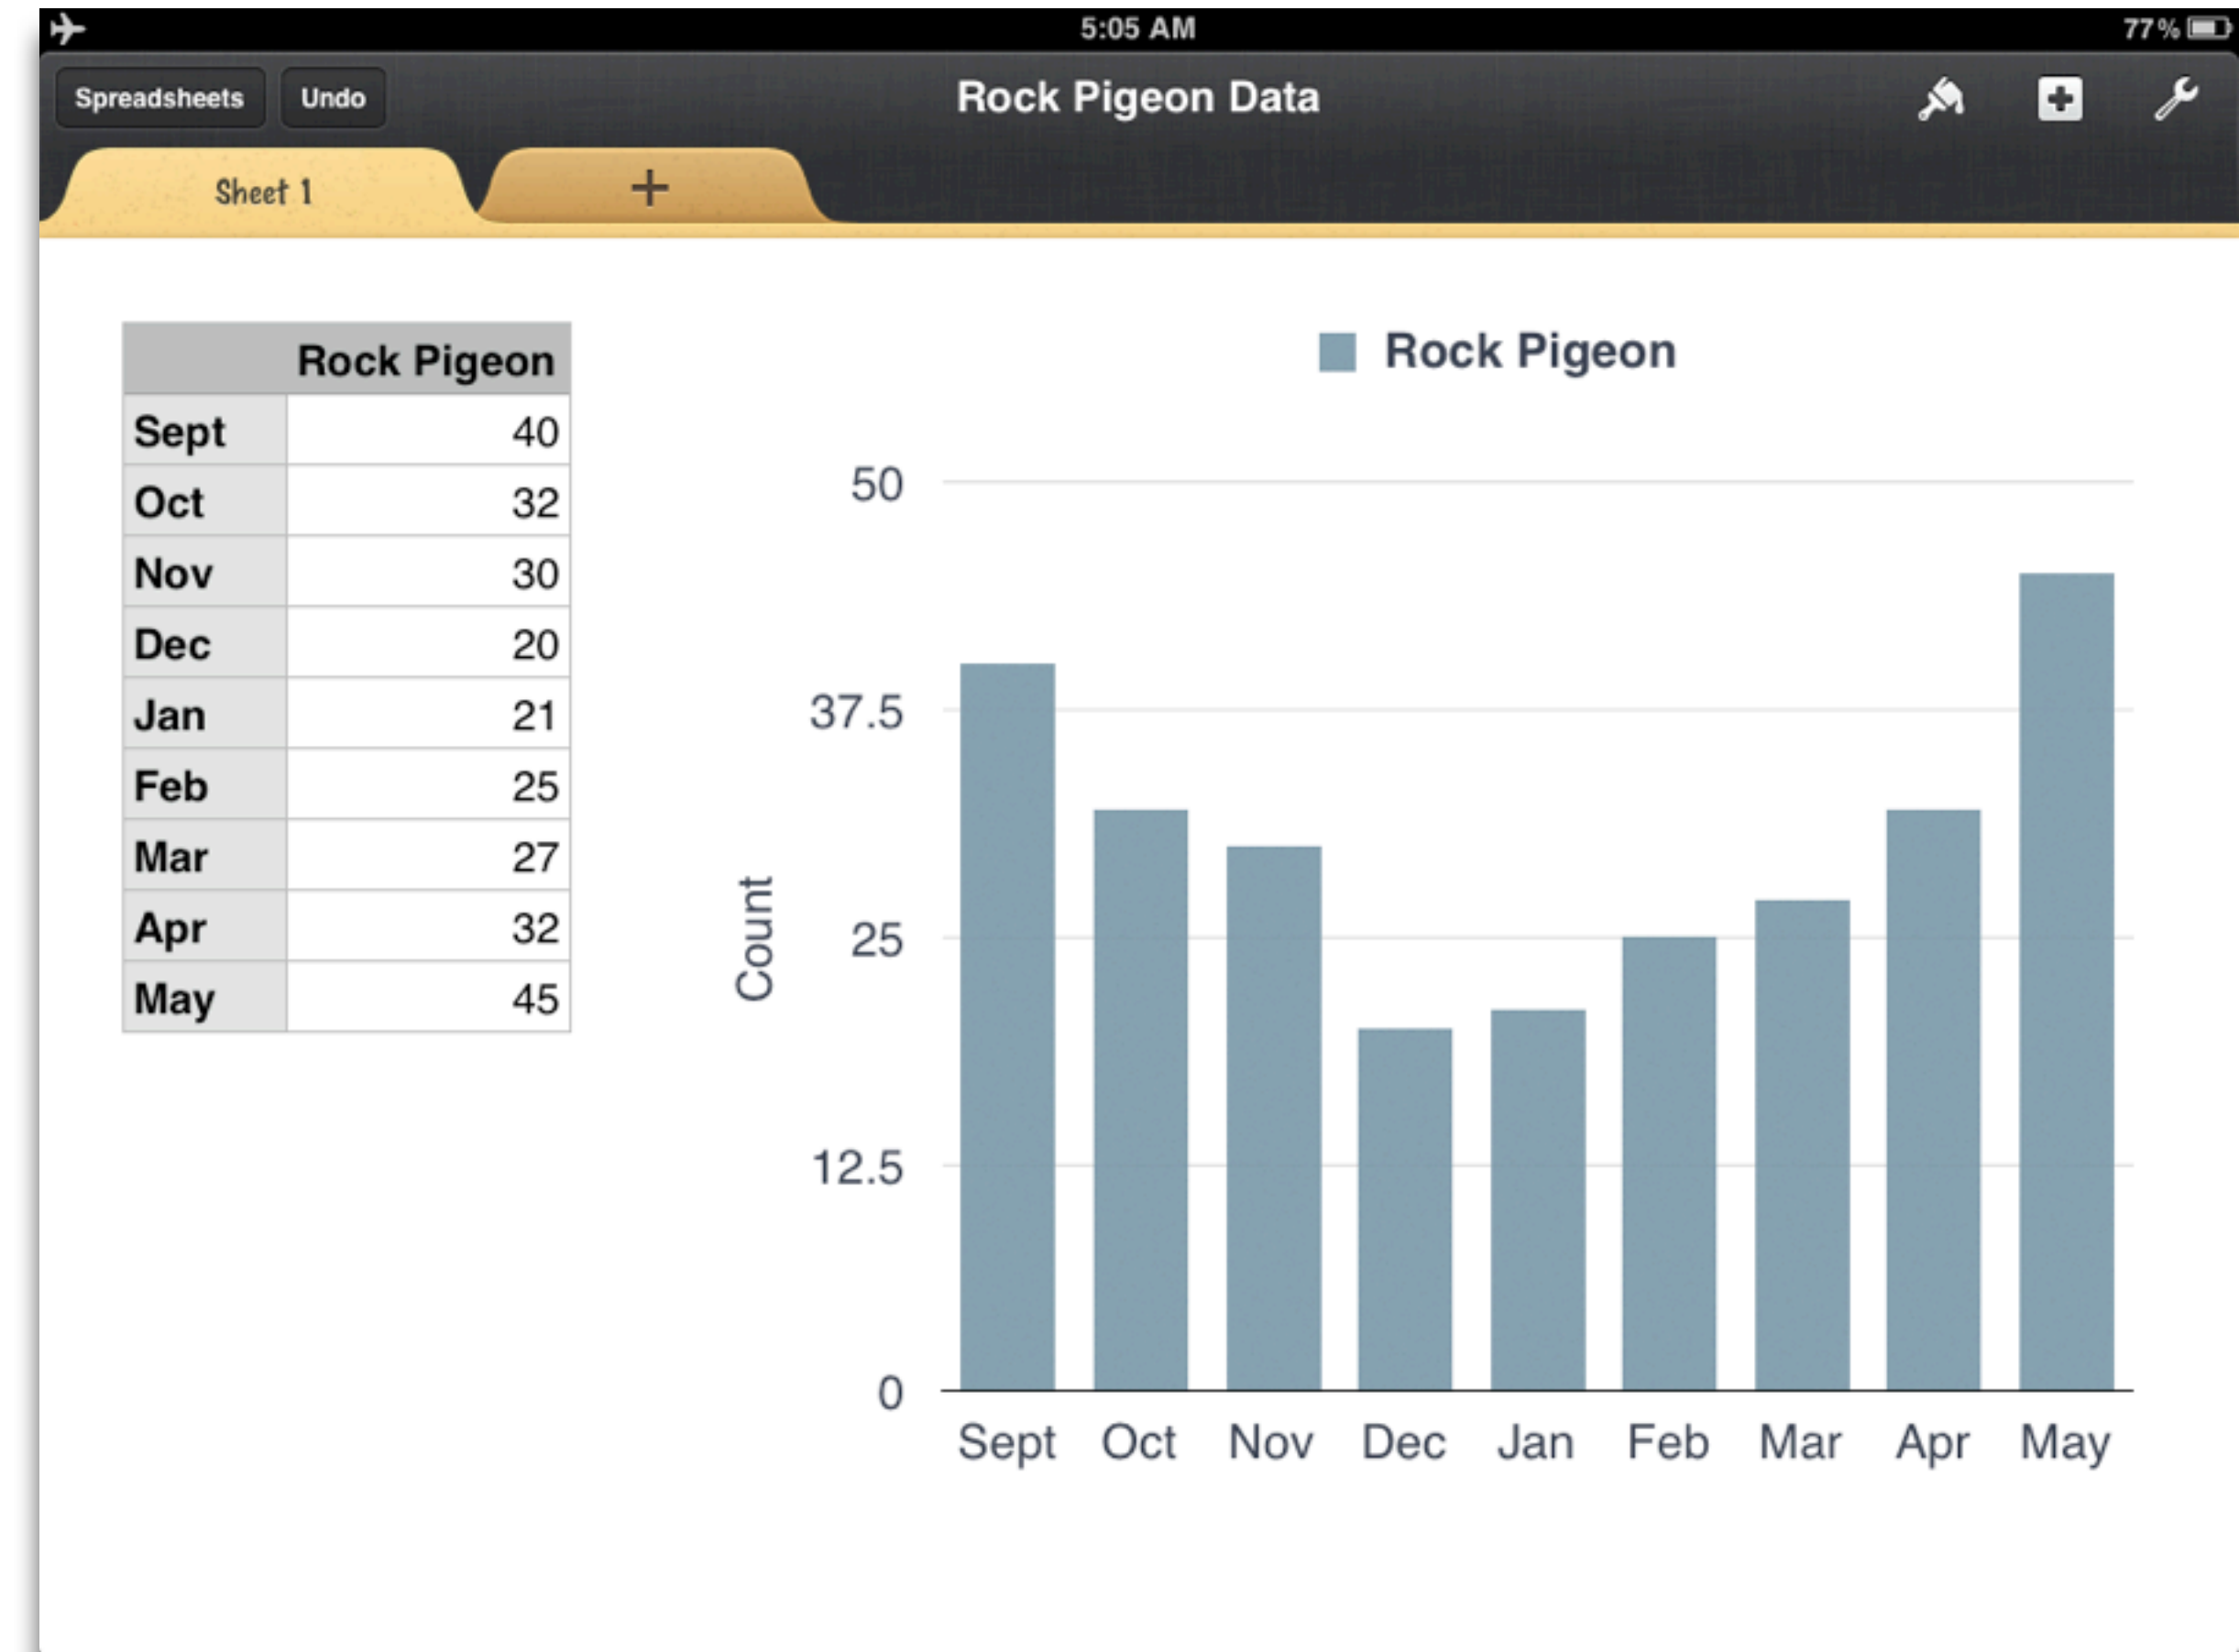 5:05 AM 77%
Spreadsheets Undo Rock Pigeon Data
Sheet 1 +
Rock Pigeon
Sept 40
Oct 32
Nov 30
Dec 20
Jan 21
Feb 25
Mar 27
Apr 32
May 45
Rock Pigeon
Count
50
37.5
25
12.5
0
Sept Oct Nov Dec Jan Feb Mar Apr May